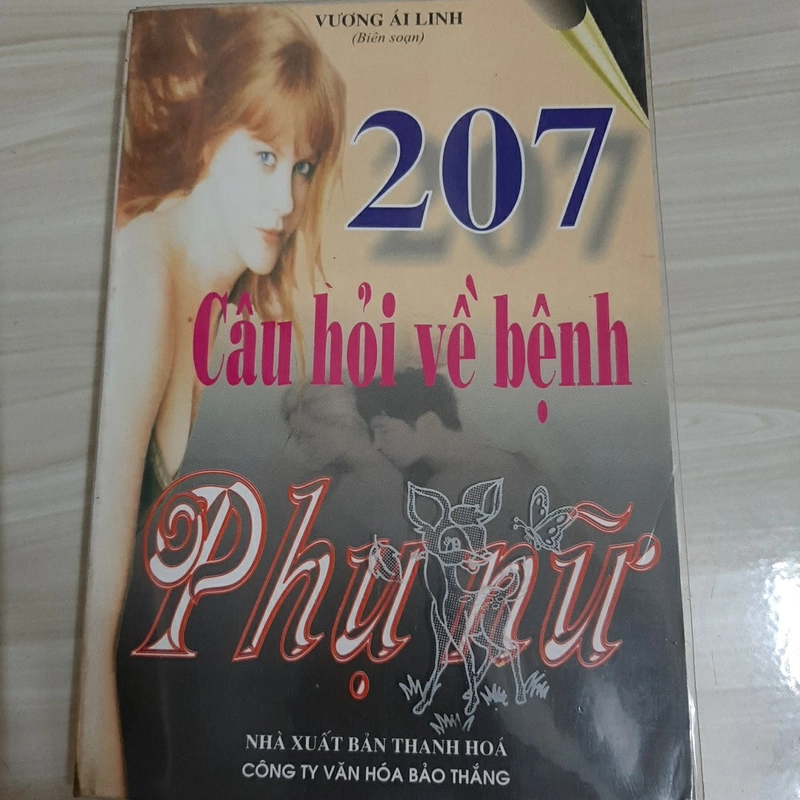 VƯƠNG ÁI LINH
(Biên soạn)
207
Câu hỏi về bệnh
Phụ nữ
NHÀ XUẤT BẢN THANH HOÁ
CÔNG TY VĂN HÓA BẢO THẮNG